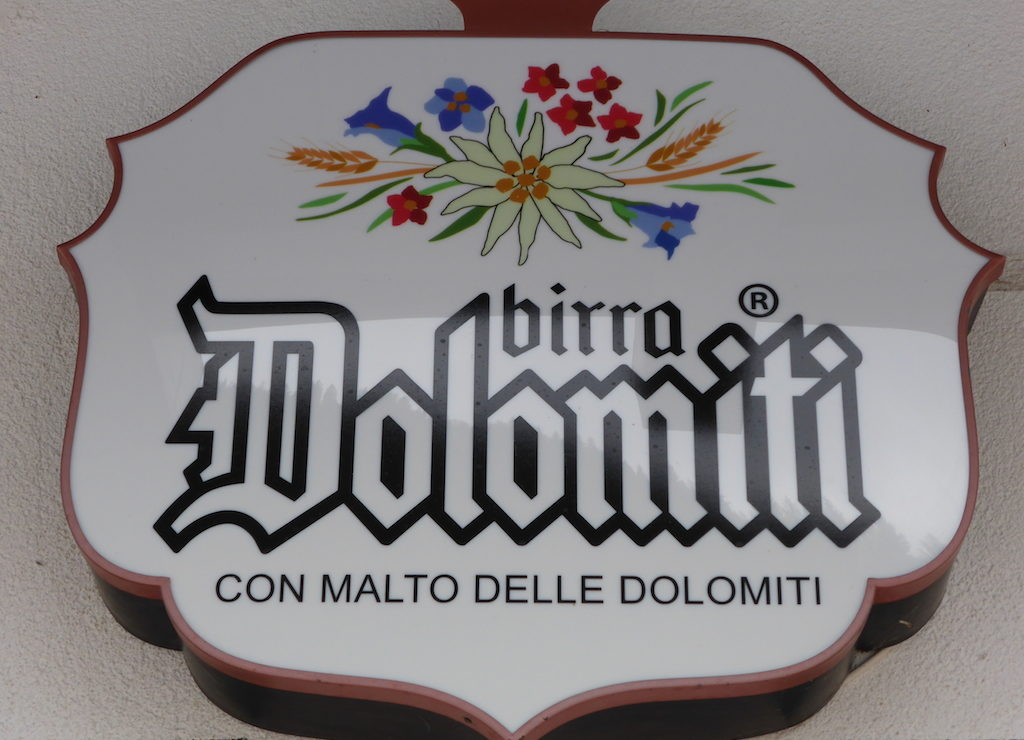 birra ®
Dolomiti
CON MALTO DELLE DOLOMITI